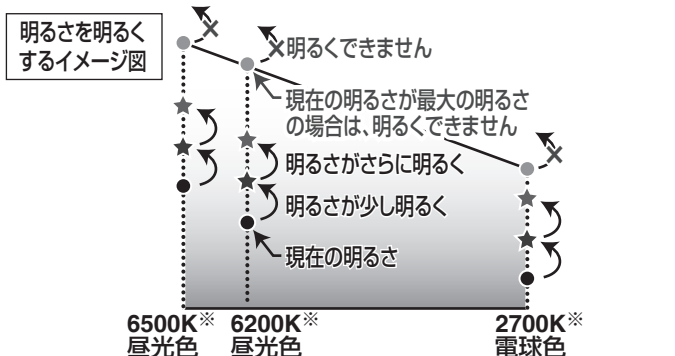 明るさを明るく
するイメージ図
明るくできません
現在の明るさが最大の明るさ
の場合は、明るくできません
明るさがさらに明るく
明るさが少し明るく
現在の明るさ
6500K※
昼光色
6200K※
昼光色
2700K※
電球色